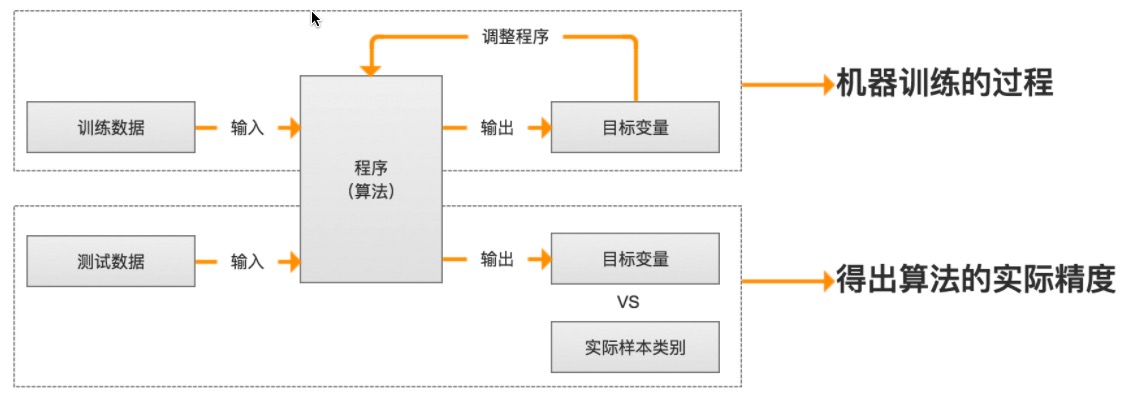 调整程序
机器训练的过程
训练数据
输入
输出
目标变量
程序
（算法）
测试数据
输入
输出
目标变量
得出算法的实际精度
VS
实际样本类别